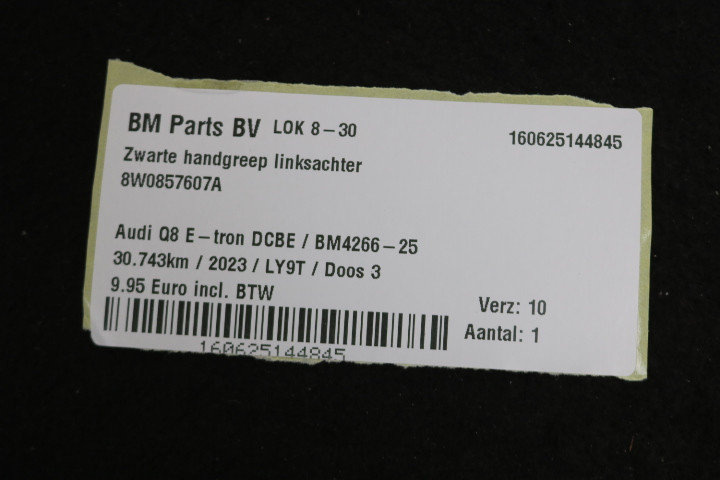 BM Parts BV LOK 8-30
160625144845
Zwarte handgreep linksachter
8W0857607A
Audi Q8 E-tron DCBE / BM4266-25
30.743km / 2023 / LY9T / Doos 3
9.95 Euro incl. BTW
Verz: 10
Aantal: 1
160625144845